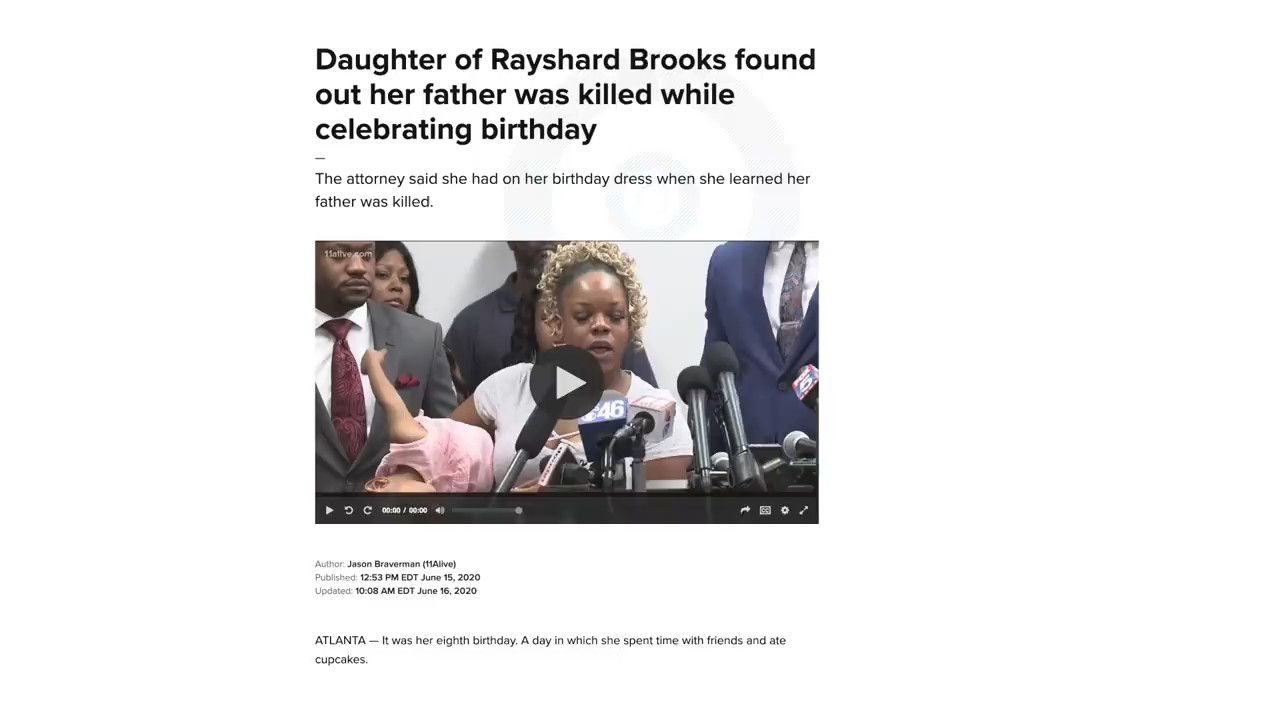 Daughter of Rayshard Brooks found
out her father was killed while
celebrating birthday
—
The attorney said she had on her birthday dress when she learned her
father was killed.
11alive.com
46
5
00:00 / 00:00
CC
Author: Jason Braverman (11Alive)
Published: 12:53 PM EDT June 15, 2020
Updated: 10:08 AM EDT June 16, 2020
ATLANTA — It was her eighth birthday. A day in which she spent time with friends and ate
cupcakes.